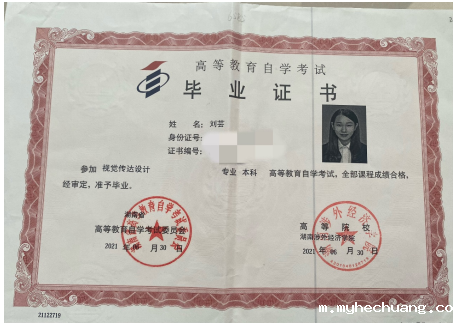 高等教育自学考试
毕业证书
姓名：刘芸
身份证号：
证书编号：
参加 视觉传达设计 专业 本科 高等教育自学考试，全部课程成绩合格，
经审定，准予毕业。
湖南省
高等教育自学考试委员会
2021 年 06 月 30 日
高等院校
湖南涉外经济学院
2021 年 06 月 30 日
21122719
m.myhechuang.com